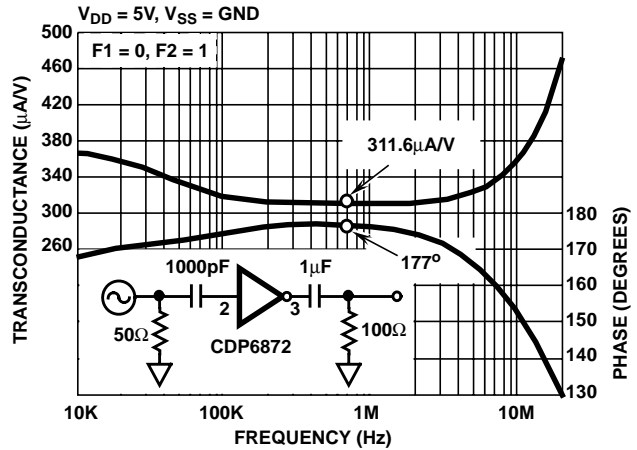 V_DD = 5V, V_SS = GND
F1 = 0, F2 = 1
TRANSCONDUCTANCE (μA/V)
500
460
420
380
340
300
260
311.6μA/V
177°
180
170
160
150
140
130
PHASE (DEGREES)
1000pF
1μF
2
3
50Ω
100Ω
CDP6872
10K
100K
1M
10M
FREQUENCY (Hz)